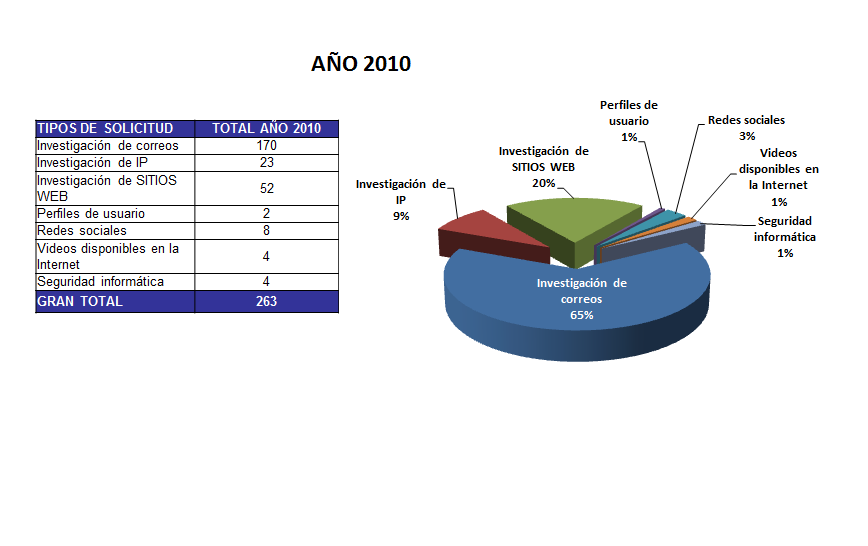 AÑO 2010
TIPOS DE SOLICITUD TOTAL AÑO 2010
Investigación de correos 170
Investigación de IP 23
Investigación de SITIOS
WEB 52
Perfiles de usuario 2
Redes sociales 8
Videos disponibles en la
Internet 4
Seguridad informática 4
GRAN TOTAL 263
Perfiles de
usuario
1%
Redes sociales
3%
Videos
disponibles en
la Internet
1%
Seguridad
informática
1%
Investigación de
SITIOS WEB
20%
Investigación de
IP
9%
Investigación de
correos
65%